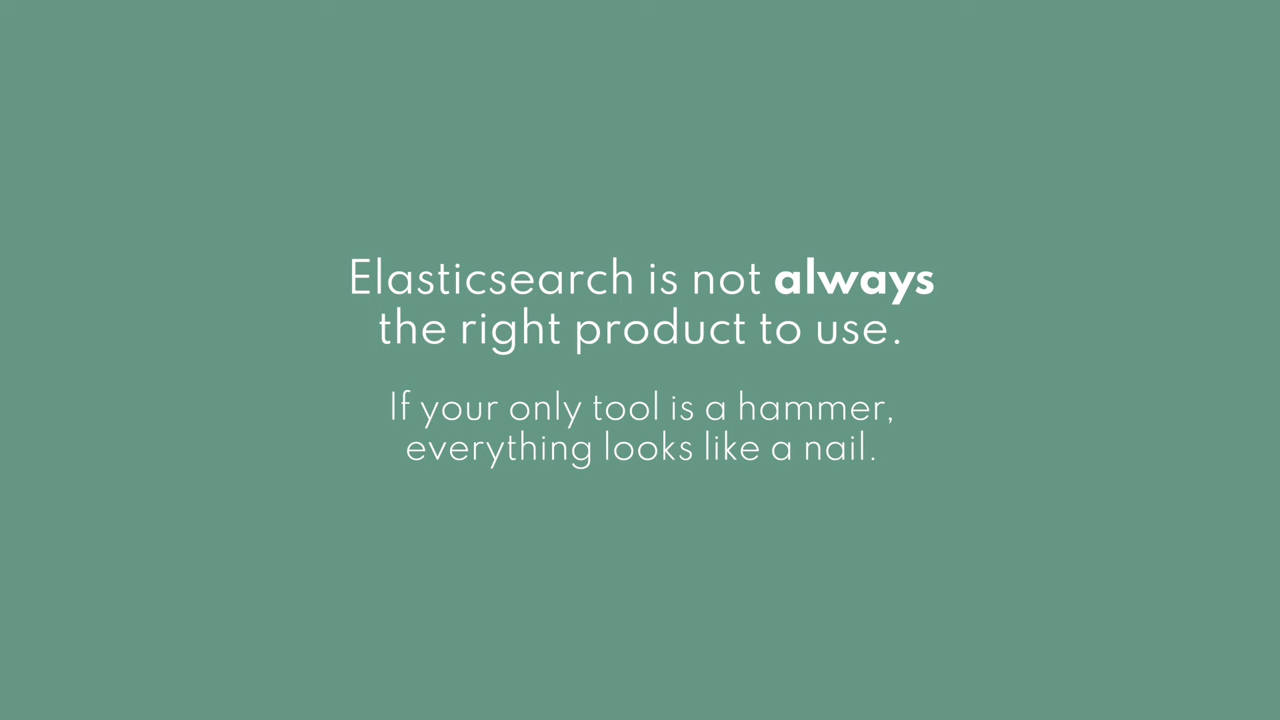 Elasticsearch is not always
the right product to use.
If your only tool is a hammer,
everything looks like a nail.